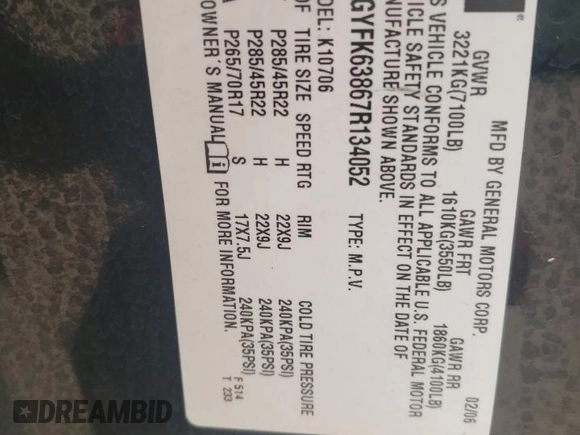 MFD BY GENERAL MOTORS CORP. 02/06
GVWR GAWR FRT GAWR RR
3221KG(7100LB) 1610KG(3550LB) 1860KG(4100LB)
S VEHICLE CONFORMS TO ALL APPLICABLE U.S. FEDERAL MOTOR
ICLE SAFETY STANDARDS IN EFFECT ON THE DATE OF
NUFACTURE SHOWN ABOVE.
GYFK63867R134052 TYPE: M.P.V.
DEL: K10706
OF TIRE SIZE SPEED RTG RIM COLD TIRE PRESSURE
P285/45R22 H 22X9J 240KPA(35PSI)
P285/45R22 H 22X9J 240KPA(35PSI)
P265/70R17 S 17X7.5J 240KPA(35PSI)
OWNER'S MANUAL FOR MORE INFORMATION.
F 514
T 233
®
DREAMBID